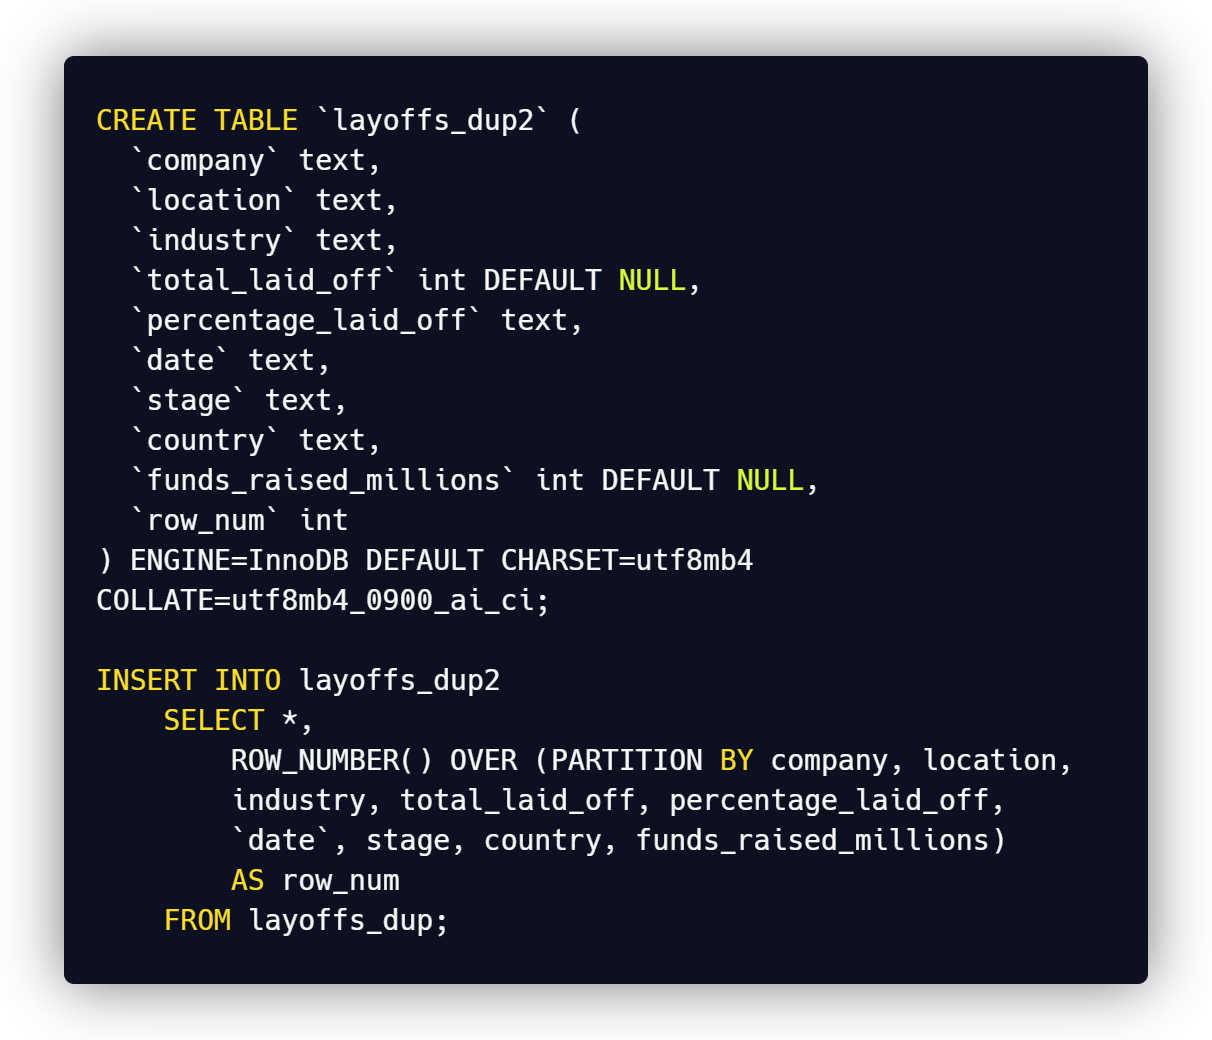 CREATE TABLE `layoffs_dup2` (
  `company` text,
  `location` text,
  `industry` text,
  `total_laid_off` int DEFAULT NULL,
  `percentage_laid_off` text,
  `date` text,
  `stage` text,
  `country` text,
  `funds_raised_millions` int DEFAULT NULL,
  `row_num` int
) ENGINE=InnoDB DEFAULT CHARSET=utf8mb4
COLLATE=utf8mb4_0900_ai_ci;

INSERT INTO layoffs_dup2
    SELECT *,
        ROW_NUMBER() OVER (PARTITION BY company, location,
        industry, total_laid_off, percentage_laid_off,
        `date`, stage, country, funds_raised_millions)
        AS row_num
    FROM layoffs_dup;